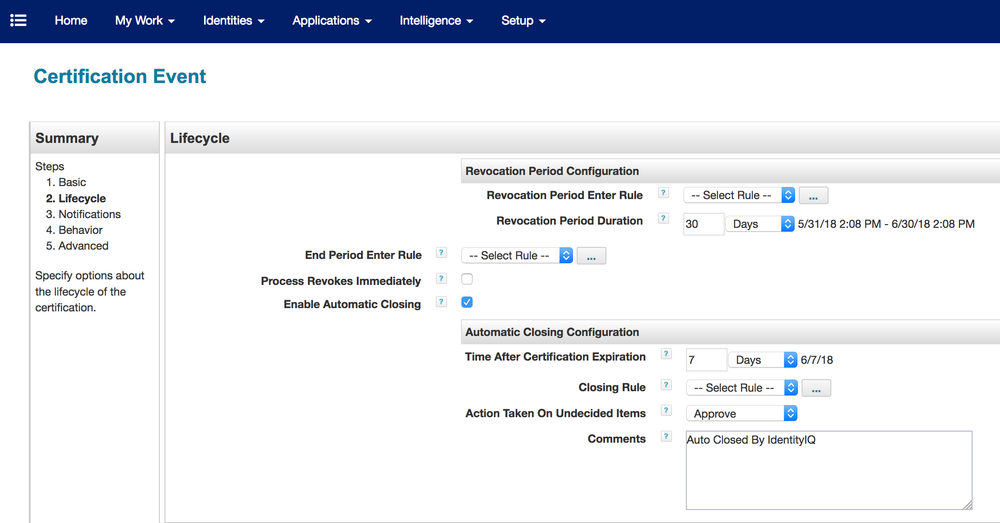 Home My Work Identities Applications Intelligence Setup
Certification Event
Summary
Lifecycle
Steps
1. Basic
2. Lifecycle
3. Notifications
4. Behavior
5. Advanced
Specify options about
the lifecycle of the
certification.
Revocation Period Configuration
Revocation Period Enter Rule ? -- Select Rule -- ...
Revocation Period Duration ? 30 Days 5/31/18 2:08 PM - 6/30/18 2:08 PM
End Period Enter Rule ? -- Select Rule -- ...
Process Revokes Immediately ?
Enable Automatic Closing ?
Automatic Closing Configuration
Time After Certification Expiration ? 7 Days 6/7/18
Closing Rule ? -- Select Rule -- ...
Action Taken On Undecided Items ? Approve
Comments ? Auto Closed By IdentityIQ